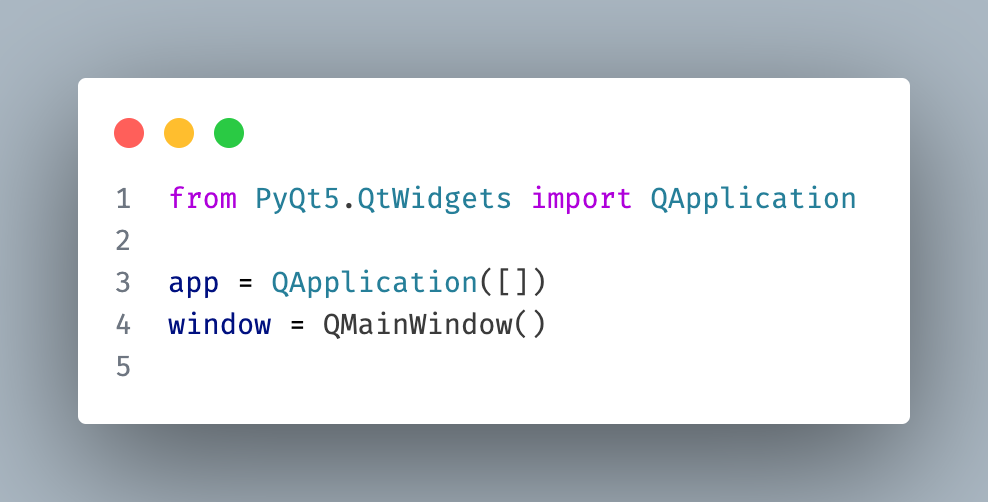 1 from PyQt5.QtWidgets import QApplication
2
3 app = QApplication([])
4 window = QMainWindow()
5